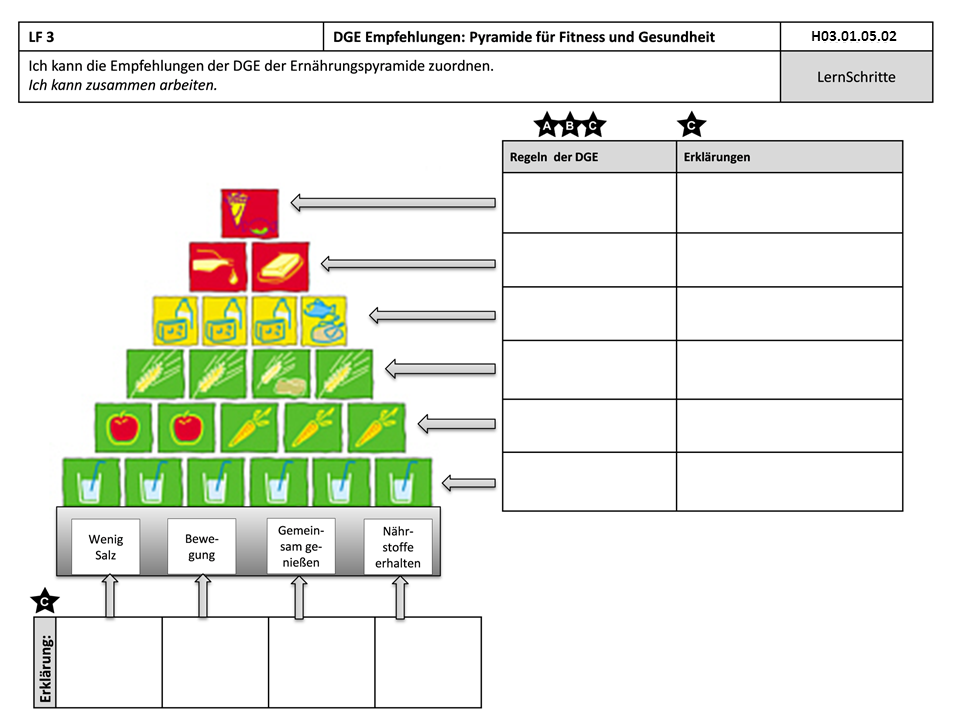 LF 3
DGE Empfehlungen: Pyramide für Fitness und Gesundheit
H03.01.05.02
Ich kann die Empfehlungen der DGE der Ernährungspyramide zuordnen.
Ich kann zusammen arbeiten.
LernSchritte
A B C
C
Regeln der DGE
Erklärungen
Wenig
Salz
Bewe-
gung
Gemein-
sam ge-
nießen
Nähr-
stoffe
erhalten
C
Erklärung: